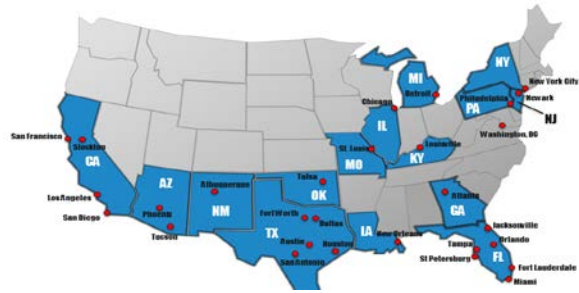 MI
NY
New York City
Detroit
Philadelphia
Newark
Chicago
PA
NJ
San Francisco
Stockton
IL
Washington, DC
CA
St. Louis
Louisville
MO
KY
AZ
Tulsa
Albuquerque
OK
Atlanta
Los Angeles
NM
GA
Phoenix
Fort Worth
San Diego
Dallas
Jacksonville
Tucson
TX
LA
New Orleans
Orlando
Austin
Houston
Tampa
San Antonio
St. Petersburg
FL
Fort Lauderdale
Miami